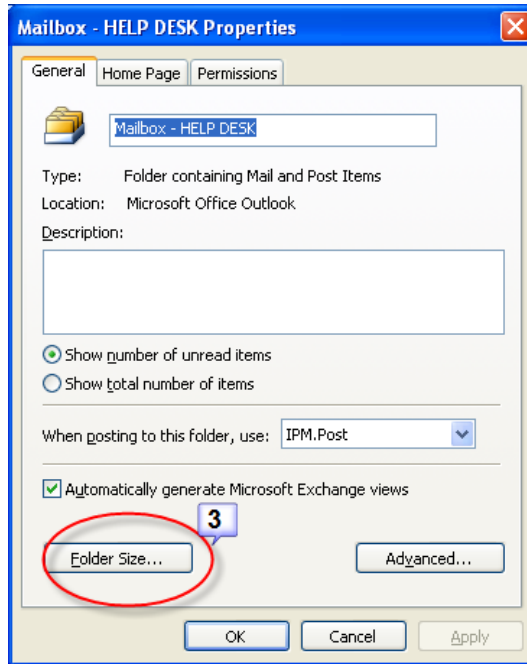 Mailbox - HELP DESK Properties
General Home Page Permissions
Mailbox - HELP DESK
Type: Folder containing Mail and Post Items
Location: Microsoft Office Outlook
Description:
Show number of unread items
Show total number of items
When posting to this folder, use: IPM.Post
Automatically generate Microsoft Exchange views
3
Folder Size... Advanced...
OK Cancel Apply